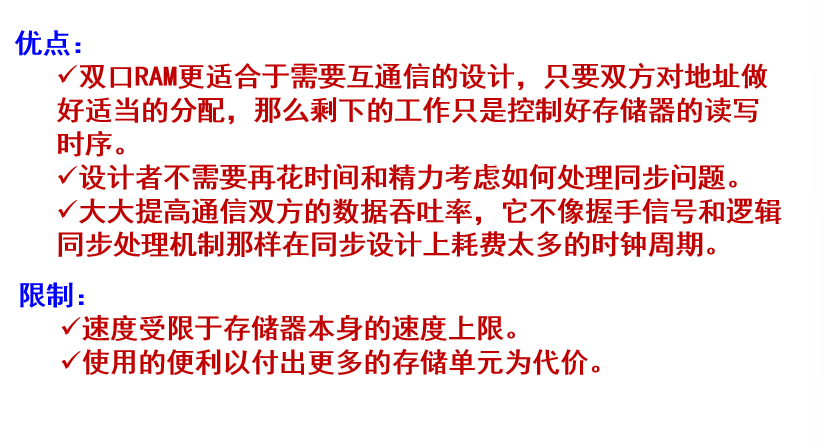 优点：
✓双口RAM更适合于需要互通信的设计，只要双方对地址做
好适当的分配，那么剩下的工作只是控制好存储器的读写
时序。
✓设计者不需要再花时间和精力考虑如何处理同步问题。
✓大大提高通信双方的数据吞吐率，它不像握手信号和逻辑
同步处理机制那样在同步设计上耗费太多的时钟周期。
限制：
✓速度受限于存储器本身的速度上限。
✓使用的便利以付出更多的存储单元为代价。